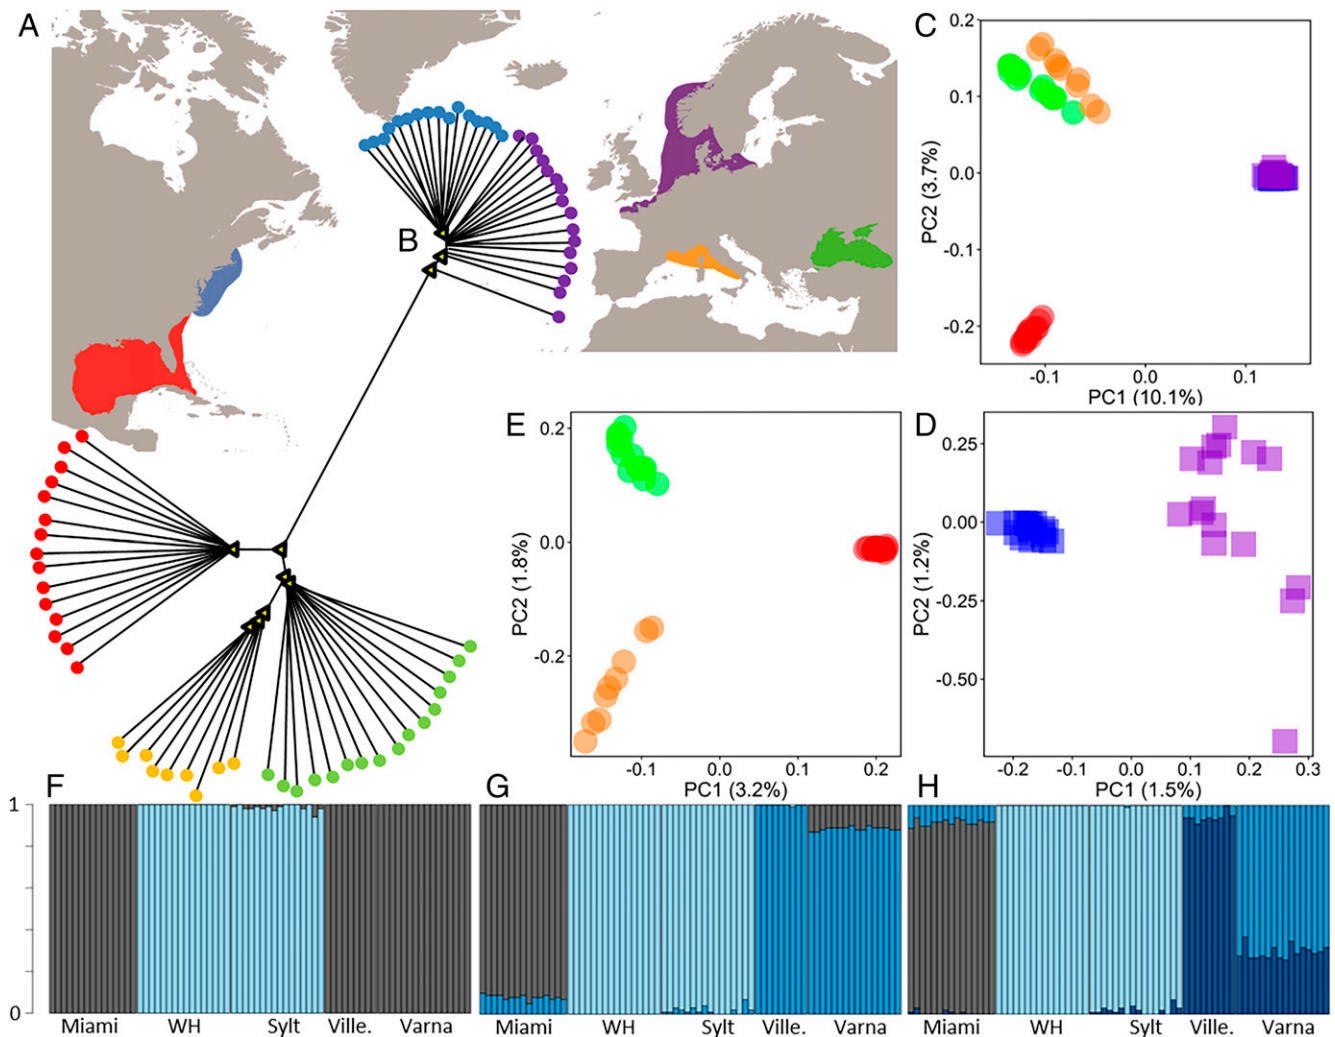 A
B
C
0.2
0.1
0.0
-0.1
-0.2
PC2 (3.7%)
-0.1
0.0
0.1
PC1 (10.1%)
E
0.2
0.0
-0.2
PC2 (1.8%)
-0.1
0.0
0.1
0.2
PC1 (3.2%)
D
0.25
0.00
-0.25
-0.50
PC2 (1.2%)
-0.2
-0.1
0.0
0.1
0.2
0.3
PC1 (1.5%)
F
1
0
Miami WH Sylt Ville. Varna
G
Miami WH Sylt Ville. Varna
H
Miami WH Sylt Ville. Varna